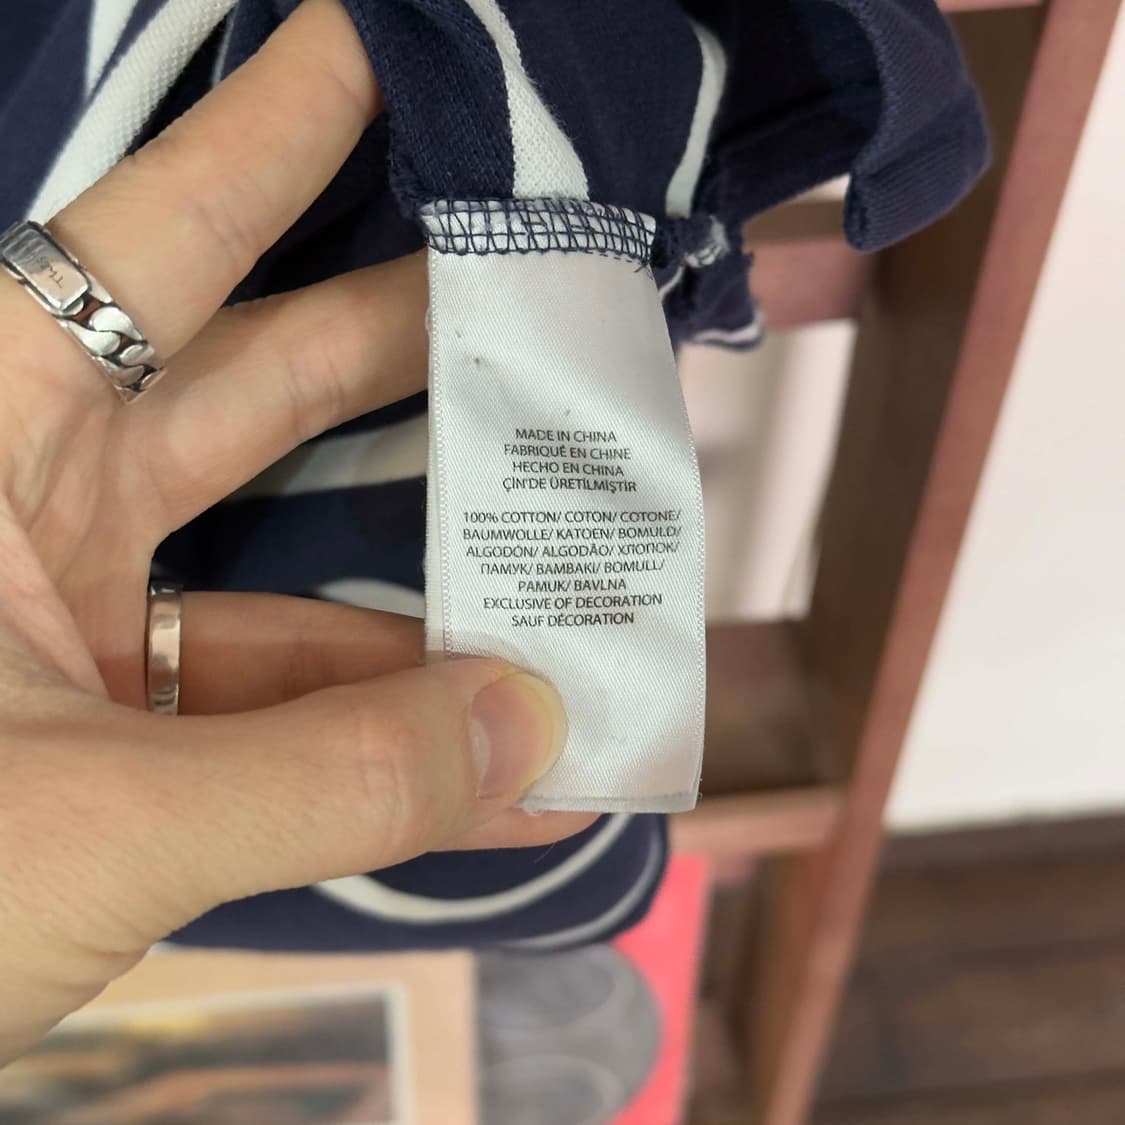 MADE IN CHINA
FABRIQUÉ EN CHINE
HECHO EN CHINA
ÇİN'DE ÜRETİLMİŞTİR
100% COTTON/ COTON/ COTONE/
BAUMWOLLE/ KATOEN/ BOMULD/
ALGODÓN/ ALGODÃO/ ХЛОПОК/
ПАМУК/ BAMBAKI/ BOMULL/
PAMUK/ BAVLNA
EXCLUSIVE OF DECORATION
SAUF DÉCORATION